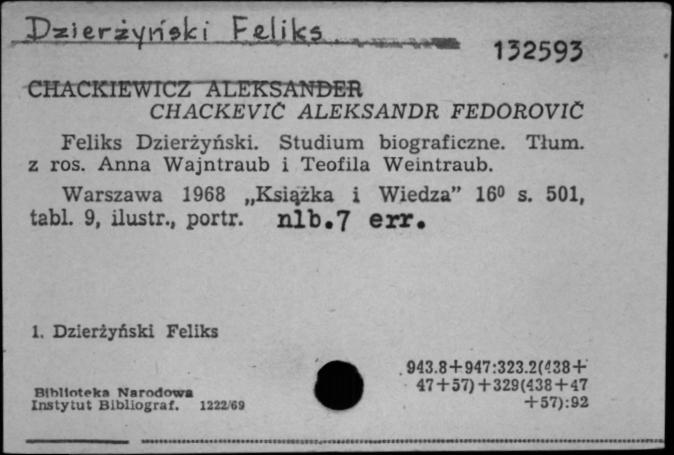 Dzierżyński Feliks
132593
CHACKIEWICZ ALEKSANDER
CHACKEVIČ ALEKSANDR FEDOROVIČ
Feliks Dzierżyński. Studium biograficzne. Tłum.
z ros. Anna Wajntraub i Teofila Weintraub.
Warszawa 1968 „Książka i Wiedza” 16⁰ s. 501,
tabl. 9, ilustr., portr. nlb.7 err.
1. Dzierżyński Feliks
943.8+947:323.2(438+
47+57)+329(438+47
+57):92
Biblioteka Narodowa
Instytut Bibliograf. 1222/69